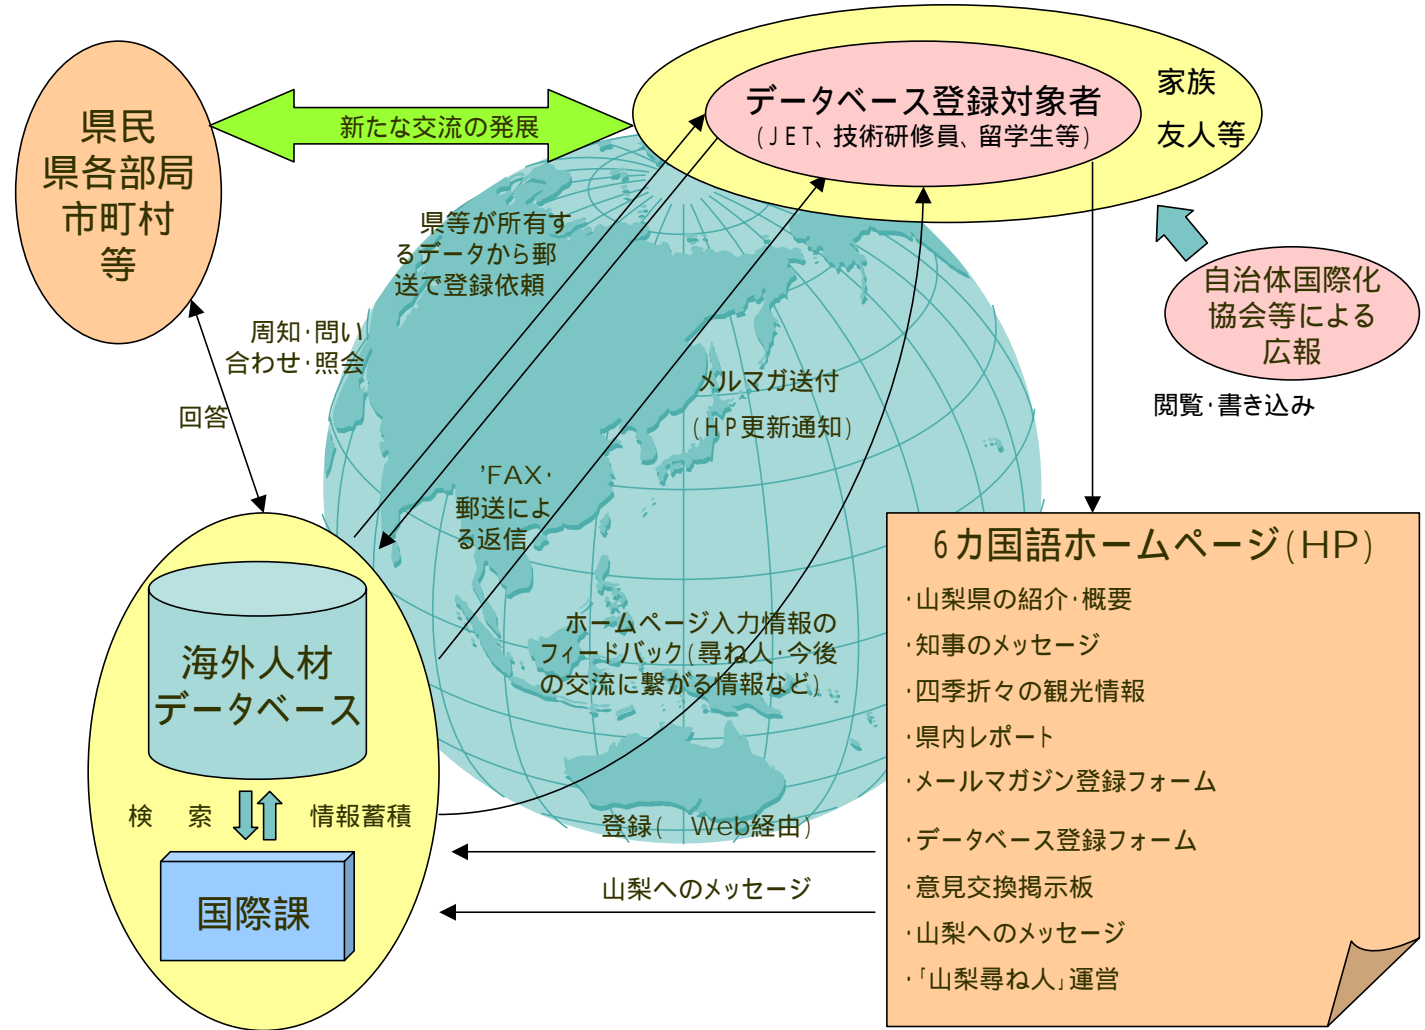 県民
県各部局
市町村
等
新たな交流の発展
データベース登録対象者
(JET、技術研修員、留学生等)
家族
友人等
県等が所有す
るデータから郵
送で登録依頼
自治体国際化
協会等による
広報
周知・問い
合わせ・照会
回答
メルマガ送付
(HP更新通知)
閲覧・書き込み
'FAX・
郵送によ
る返信
6カ国語ホームページ(HP)
・山梨県の紹介・概要
・知事のメッセージ
・四季折々の観光情報
・県内レポート
・メールマガジン登録フォーム
・データベース登録フォーム
・意見交換掲示板
・山梨へのメッセージ
・「山梨尋ね人」運営
ホームページ入力情報の
フィードバック(尋ね人・今後
の交流に繋がる情報など)
海外人材
データベース
検 索
情報蓄積
国際課
登録( Web経由)
山梨へのメッセージ